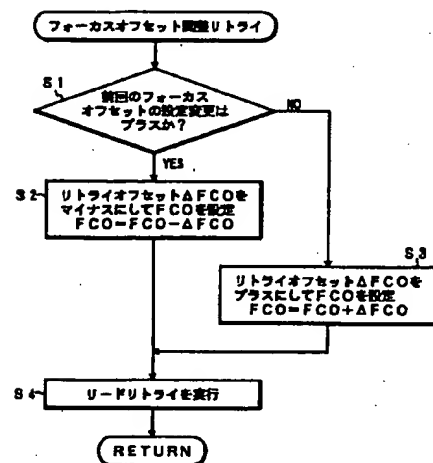 フォーカスオフセット調整リトライ
S1
前回のフォーカス
オフセットの設定変更は
プラスか?
NO
YES
S2
リトライオフセットΔFCOを
マイナスにしてFCOを設定
FCO=FCO-ΔFCO
S3
リトライオフセットΔFCOを
プラスにしてFCOを設定
FCO=FCO+ΔFCO
S4
リードリトライを実行
RETURN